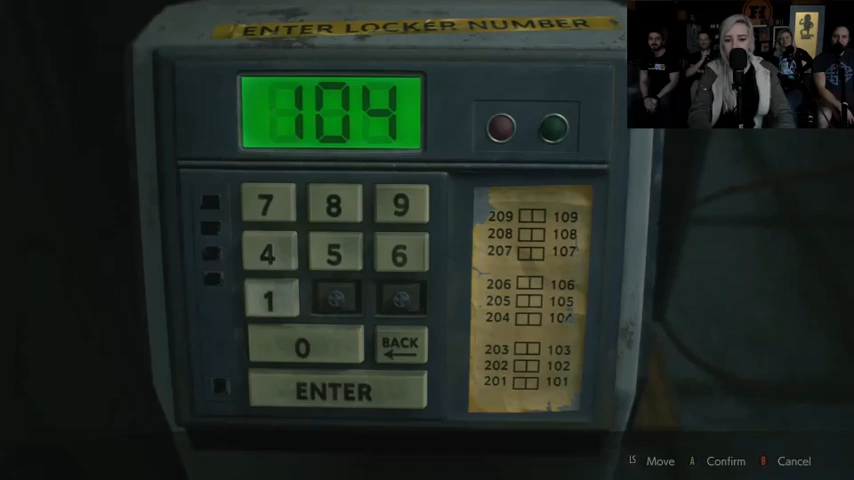 ENTER LOCKER NUMBER
104
7 8 9
4 5 6
1
0 BACK
ENTER
209 109
208 108
207 107
206 106
205 105
204 104
203 103
202 102
201 101
LS Move A Confirm B Cancel